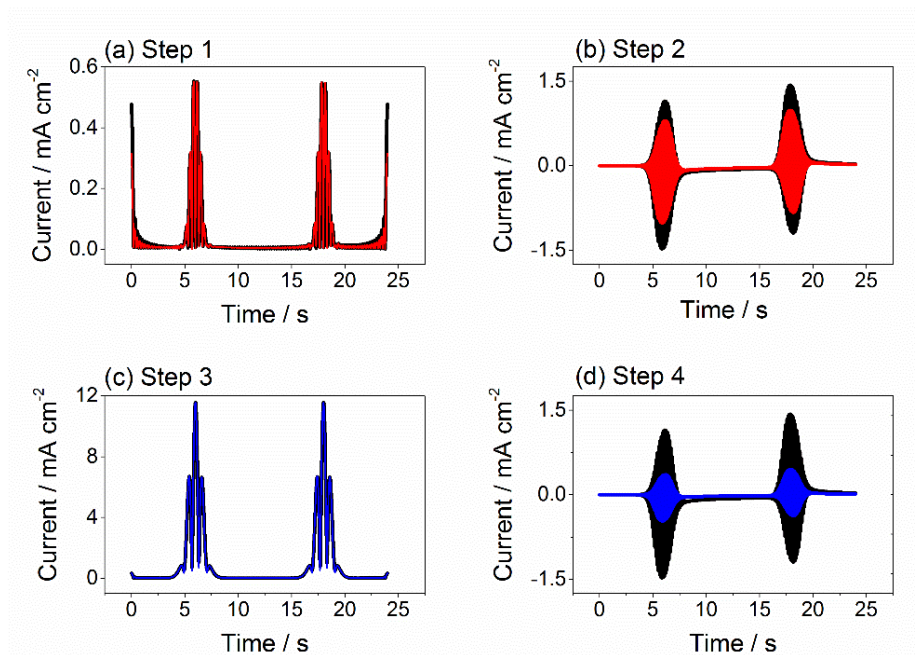 (a) Step 1
Current / mA cm-2
0.6
0.4
0.2
0.0
0 5 10 15 20 25
Time / s
(b) Step 2
Current / mA cm-2
1.5
0.0
-1.5
0 5 10 15 20 25
Time / s
(c) Step 3
Current / mA cm-2
12
8
4
0
0 5 10 15 20 25
Time / s
(d) Step 4
Current / mA cm-2
1.5
0.0
-1.5
0 5 10 15 20 25
Time / s